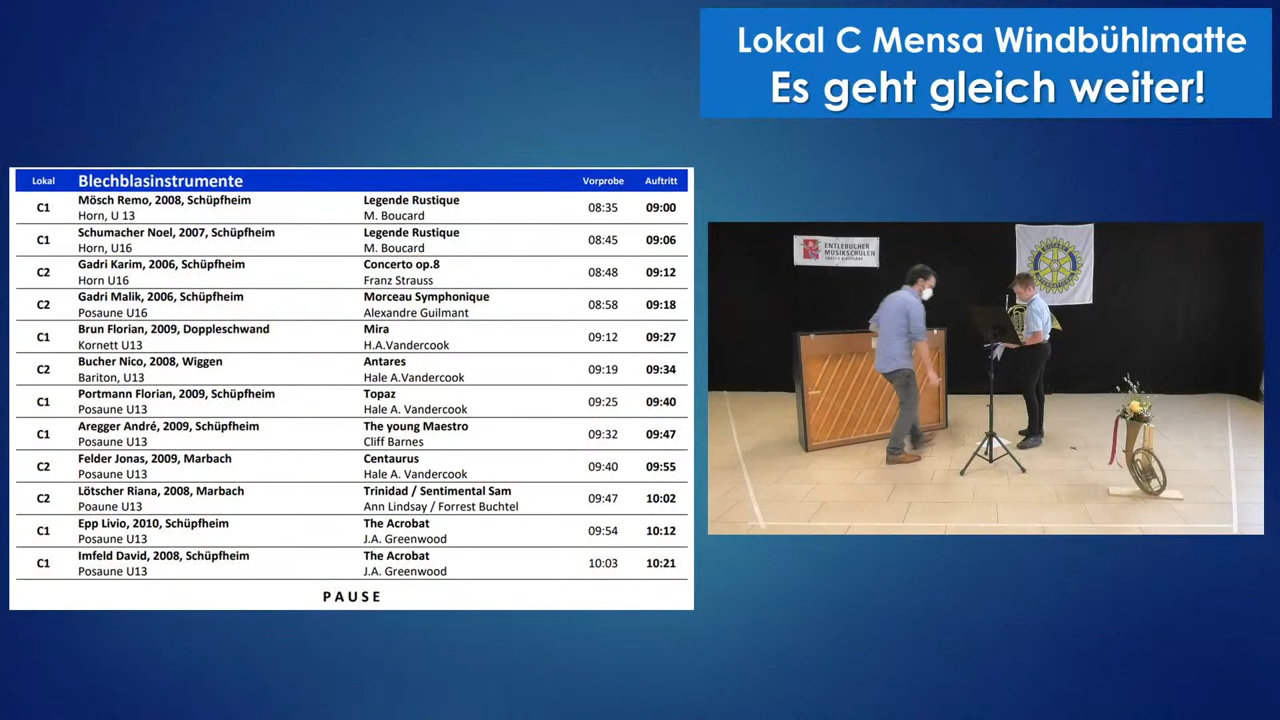 Lokal C Mensa Windbühlmatte
Es geht gleich weiter!
Lokal Blechblasinstrumente Vorprobe Auftritt
C1 Mösch Remo, 2008, Schüpfheim Legende Rustique 08:35 09:00
Horn, U 13 M. Boucard
C1 Schumacher Noel, 2007, Schüpfheim Legende Rustique 08:45 09:06
Horn, U16 M. Boucard
C2 Gadri Karim, 2006, Schüpfheim Concerto op.8 08:48 09:12
Horn U16 Franz Strauss
C2 Gadri Malik, 2006, Schüpfheim Morceau Symphonique 08:58 09:18
Posaune U16 Alexandre Guilmant
C1 Brun Florian, 2009, Doppleschwand Mira 09:12 09:27
Kornett U13 H.A.Vandercook
C2 Bucher Nico, 2008, Wiggen Antares 09:19 09:34
Bariton, U13 Hale A.Vandercook
C1 Portmann Florian, 2009, Schüpfheim Topaz 09:25 09:40
Posaune U13 Hale A. Vandercook
C1 Aregger André, 2009, Schüpfheim The young Maestro 09:32 09:47
Posaune U13 Cliff Barnes
C2 Felder Jonas, 2009, Marbach Centaurus 09:40 09:55
Posaune U13 Hale A. Vandercook
C2 Lötscher Riana, 2008, Marbach Trinidad / Sentimental Sam 09:47 10:02
Poaune U13 Ann Lindsay / Forrest Buchtel
C1 Epp Livio, 2010, Schüpfheim The Acrobat 09:54 10:12
Posaune U13 J.A. Greenwood
C1 Imfeld David, 2008, Schüpfheim The Acrobat 10:03 10:21
Posaune U13 J.A. Greenwood
PAUSE
ENTLEBUCHER
MUSIKSCHULEN
ROTARY
INTERNATIONAL